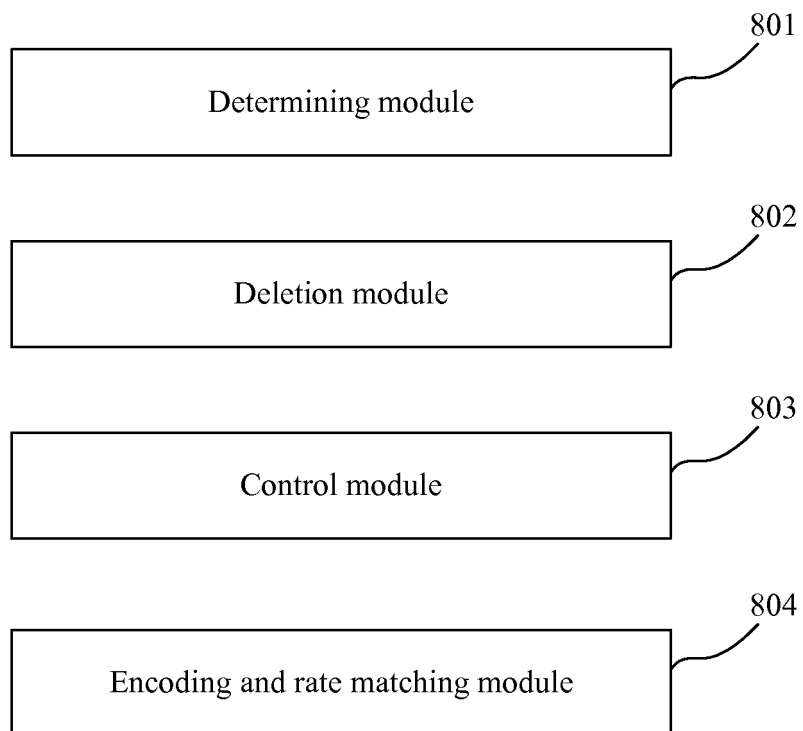 801
Determining module
802
Deletion module
803
Control module
804
Encoding and rate matching module